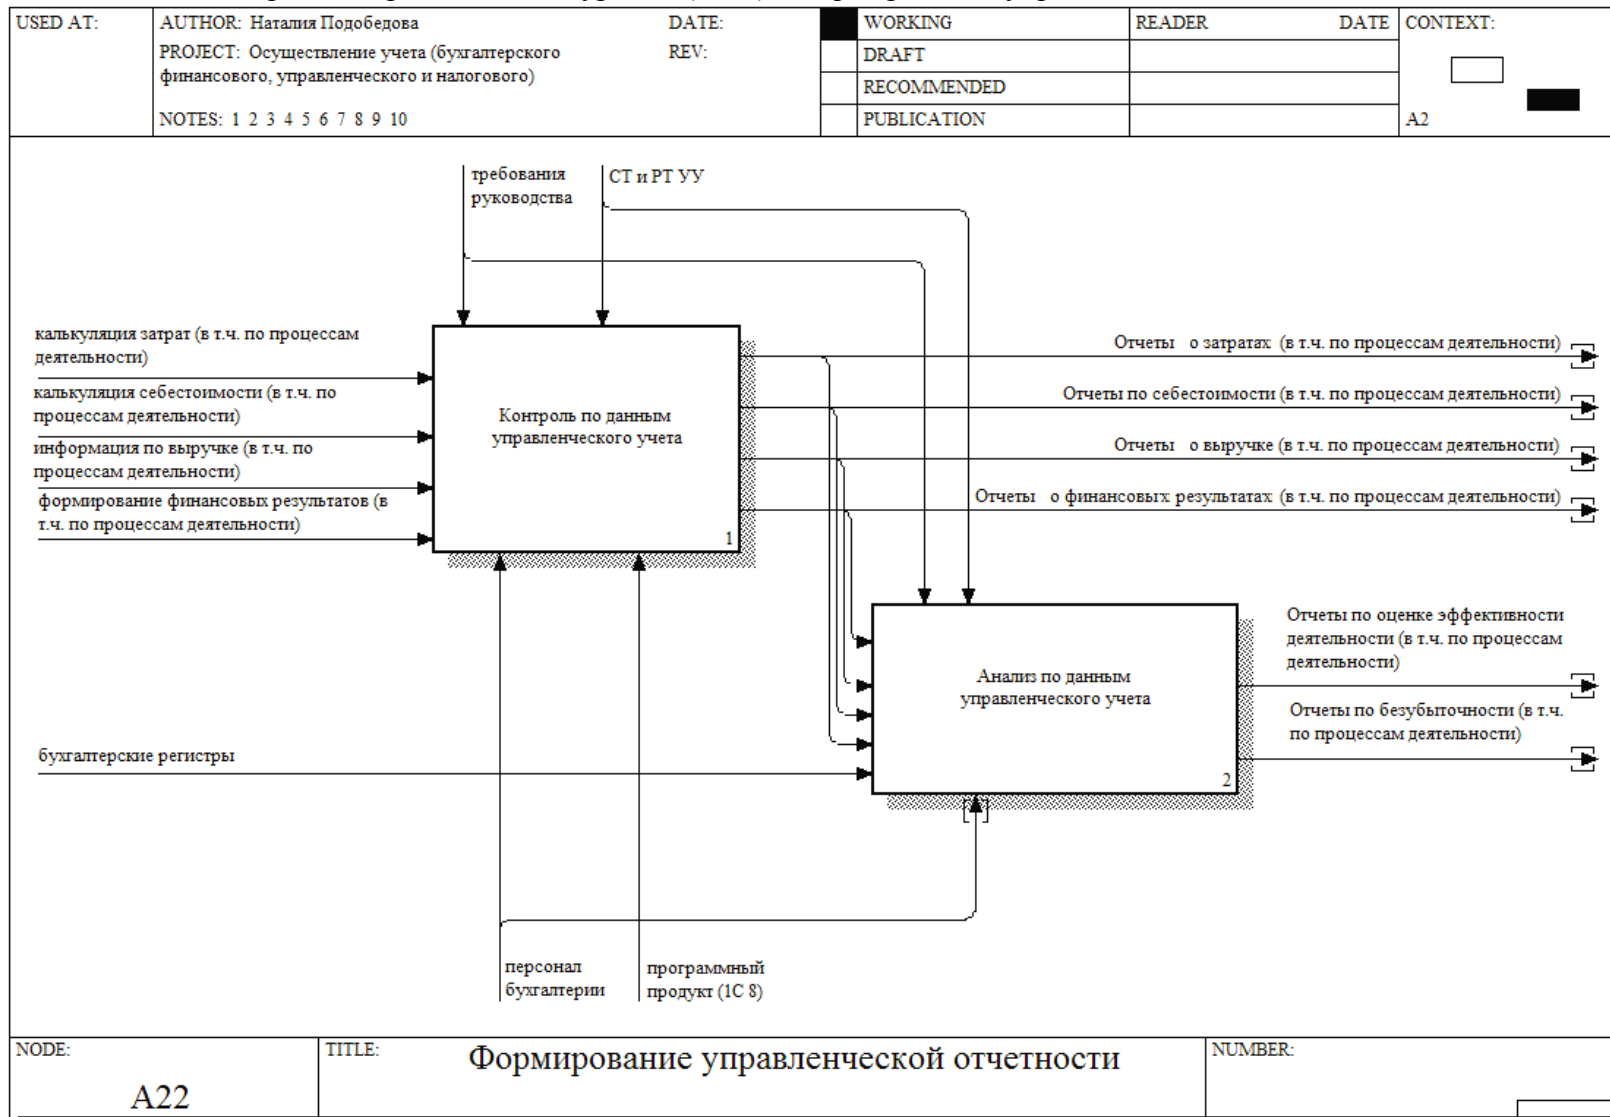 USED AT:
AUTHOR: Наталия Подобедова
DATE:
WORKING
READER
DATE
CONTEXT:
PROJECT: Осуществление учета (бухгалтерского
финансового, управленческого и налогового)
REV:
DRAFT
RECOMMENDED
NOTES: 1 2 3 4 5 6 7 8 9 10
PUBLICATION
A2
требования
руководства
СТ и РТ УУ
калькуляция затрат (в т.ч. по процессам
деятельности)
калькуляция себестоимости (в т.ч. по
процессам деятельности)
информация по выручке (в т.ч. по
процессам деятельности)
формирование финансовых результатов (в
т.ч. по процессам деятельности)
Контроль по данным
управленческого учета
1
Отчеты о затратах (в т.ч. по процессам деятельности)
Отчеты по себестоимости (в т.ч. по процессам деятельности)
Отчеты о выручке (в т.ч. по процессам деятельности)
Отчеты о финансовых результатах (в т.ч. по процессам деятельности)
Анализ по данным
управленческого учета
2
Отчеты по оценке эффективности
деятельности (в т.ч. по процессам
деятельности)
Отчеты по безубыточности (в т.ч.
по процессам деятельности)
бухгалтерские регистры
персонал
бухгалтерии
программный
продукт (1С 8)
NODE:
A22
TITLE:
Формирование управленческой отчетности
NUMBER: